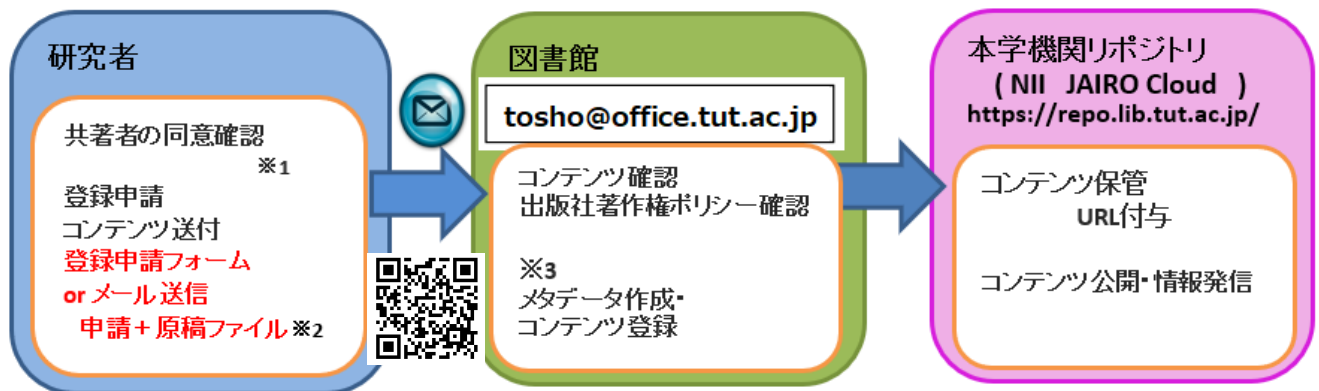 研究者
共著者の同意確認
※1
登録申請
コンテンツ送付
登録申請フォーム
or メール送信
申請+原稿ファイル※2
図書館
tosho@office.tut.ac.jp
コンテンツ確認
出版社著作権ポリシー確認
※3
メタデータ作成・
コンテンツ登録
本学機関リポジトリ
( NII JAIRO Cloud )
https://repo.lib.tut.ac.jp/
コンテンツ保管
URL付与
コンテンツ公開・情報発信